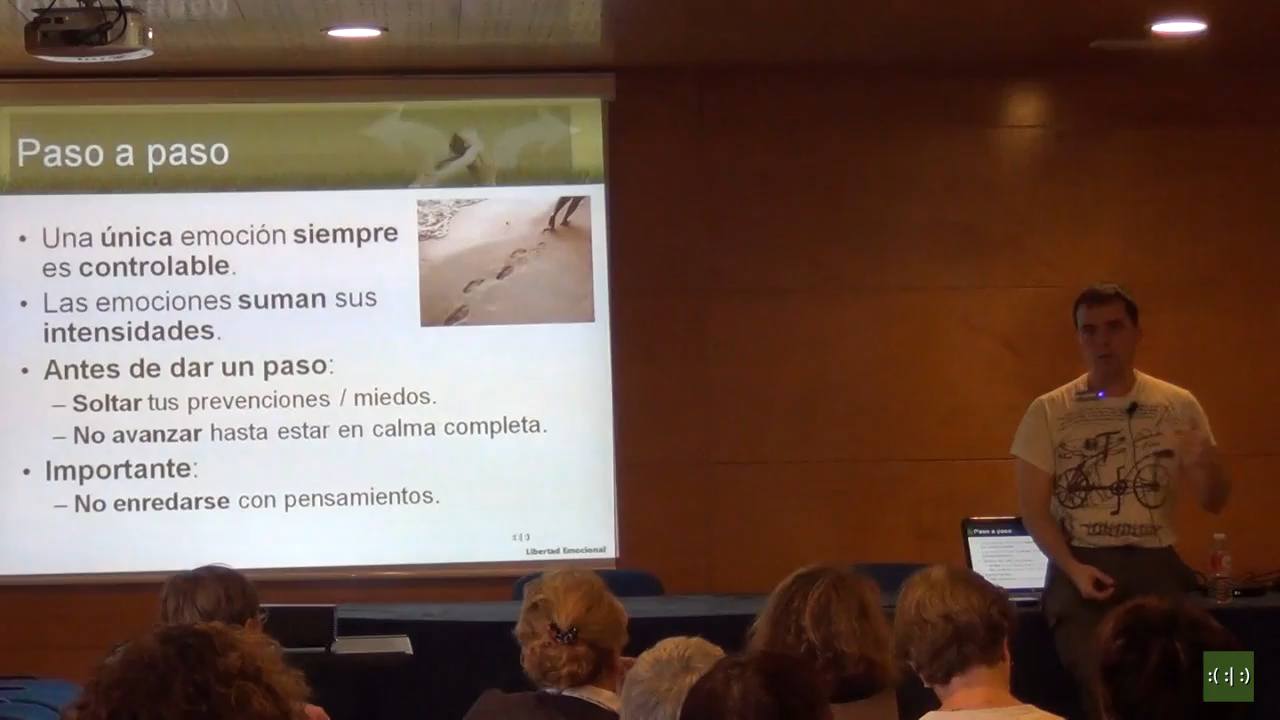 Paso a paso
• Una única emoción siempre
es controlable.
• Las emociones suman sus
intensidades.
• Antes de dar un paso:
– Soltar tus prevenciones / miedos.
– No avanzar hasta estar en calma completa.
• Importante:
– No enredarse con pensamientos.
:(:|:)
Libertad Emocional
Paso a paso
:( :| :)